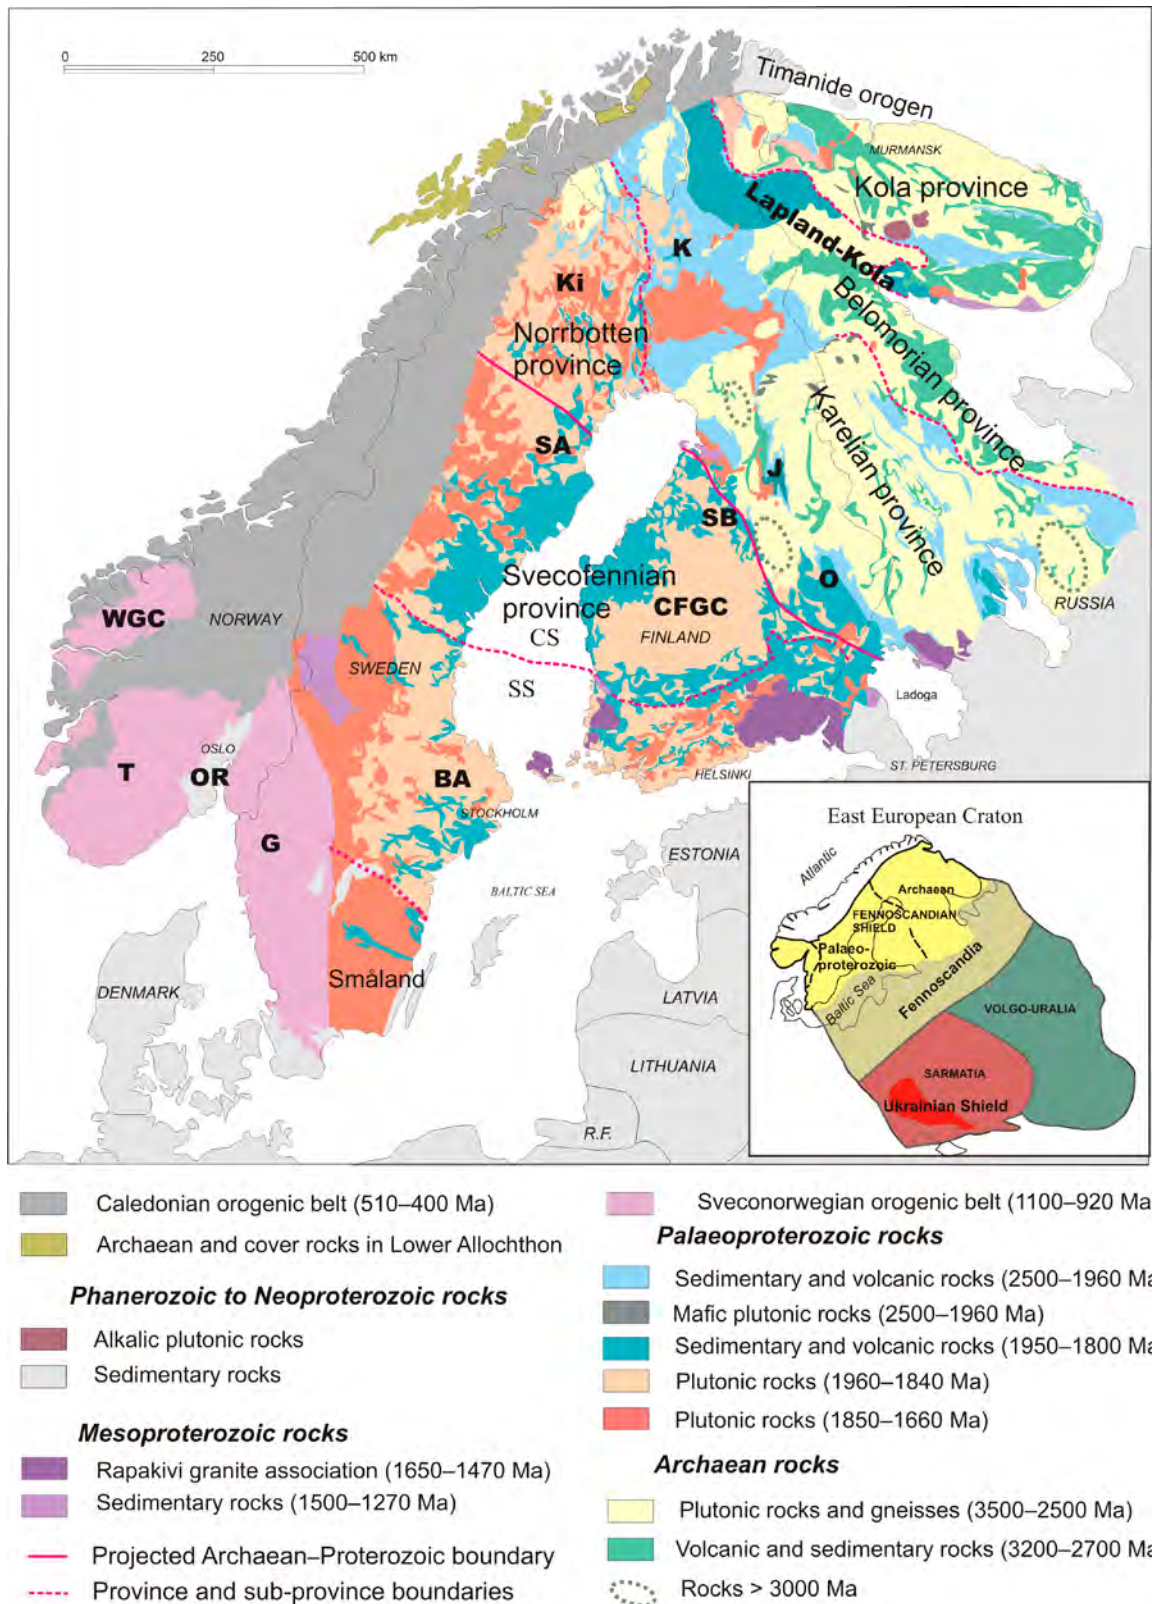 0 250 500 km
Timanide orogen
MURMANSK
Kola province
Lapland-Kola
K
Ki
Belomorian province
Norrbotten
province
Karelian province
SA
J
SB
O
Svecofennian
province
CFGC
WGC
NORWAY
CS
FINLAND
RUSSIA
SWEDEN
SS
Ladoga
OSLO
T
OR
BA
HELSINKI
ST. PETERSBURG
STOCKHOLM
G
ESTONIA
BALTIC SEA
Småland
DENMARK
LATVIA
LITHUANIA
R.F.
East European Craton
Atlantic
Archaean
FENNOSCANDIAN
SHIELD
Palaeo-
proterozoic
Baltic Sea
Fennoscandia
VOLGO-URALIA
SARMATIA
Ukrainian Shield
Caledonian orogenic belt (510–400 Ma)
Archaean and cover rocks in Lower Allochthon
Phanerozoic to Neoproterozoic rocks
Alkalic plutonic rocks
Sedimentary rocks
Mesoproterozoic rocks
Rapakivi granite association (1650–1470 Ma)
Sedimentary rocks (1500–1270 Ma)
Projected Archaean–Proterozoic boundary
Province and sub-province boundaries
Sveconorwegian orogenic belt (1100–920 Ma
Palaeoproterozoic rocks
Sedimentary and volcanic rocks (2500–1960 Ma
Mafic plutonic rocks (2500–1960 Ma)
Sedimentary and volcanic rocks (1950–1800 Ma
Plutonic rocks (1960–1840 Ma)
Plutonic rocks (1850–1660 Ma)
Archaean rocks
Plutonic rocks and gneisses (3500–2500 Ma)
Volcanic and sedimentary rocks (3200–2700 Ma
Rocks > 3000 Ma